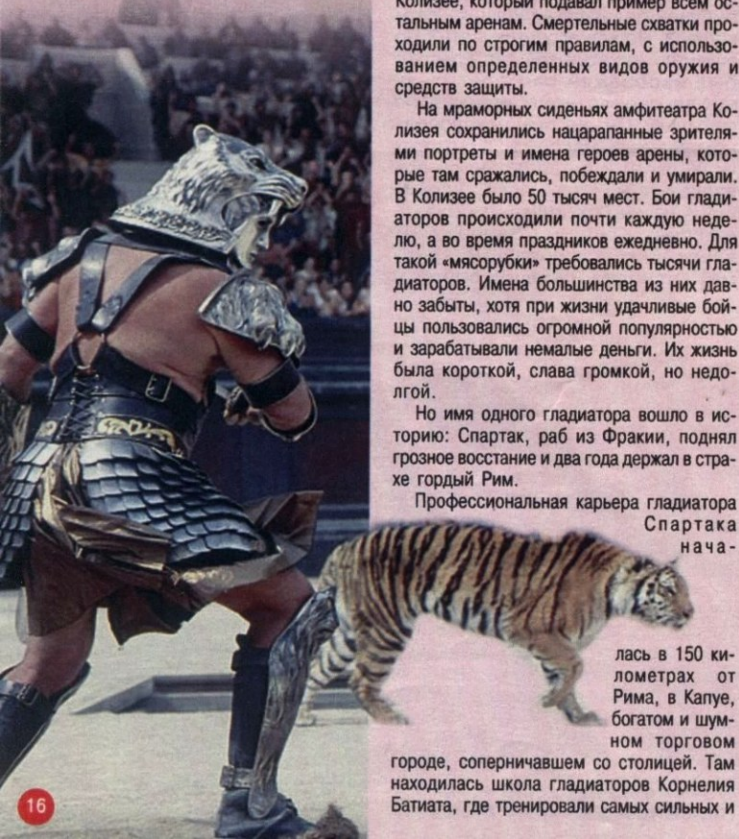 Колизее, который подавал пример всем ос-
тальным аренам. Смертельные схватки про-
ходили по строгим правилам, с использо-
ванием определенных видов оружия и
средств защиты.
На мраморных сиденьях амфитеатра Ко-
лизея сохранились нацарапанные зрителя-
ми портреты и имена героев арены, кото-
рые там сражались, побеждали и умирали.
В Колизее было 50 тысяч мест. Бои глади-
аторов происходили почти каждую неде-
лю, а во время праздников ежедневно. Для
такой «мясорубки» требовались тысячи гла-
диаторов. Имена большинства из них дав-
но забыты, хотя при жизни удачливые бой-
цы пользовались огромной популярностью
и зарабатывали немалые деньги. Их жизнь
была короткой, слава громкой, но недо-
лгой.
Но имя одного гладиатора вошло в ис-
торию: Спартак, раб из Фракии, поднял
грозное восстание и два года держал в стра-
хе гордый Рим.
Профессиональная карьера гладиатора
Спартака
нача-
лась в 150 ки-
лометрах от
Рима, в Капуе,
богатом и шум-
ном торговом
городе, соперничавшем со столицей. Там
находилась школа гладиаторов Корнелия
Батиата, где тренировали самых сильных и
16